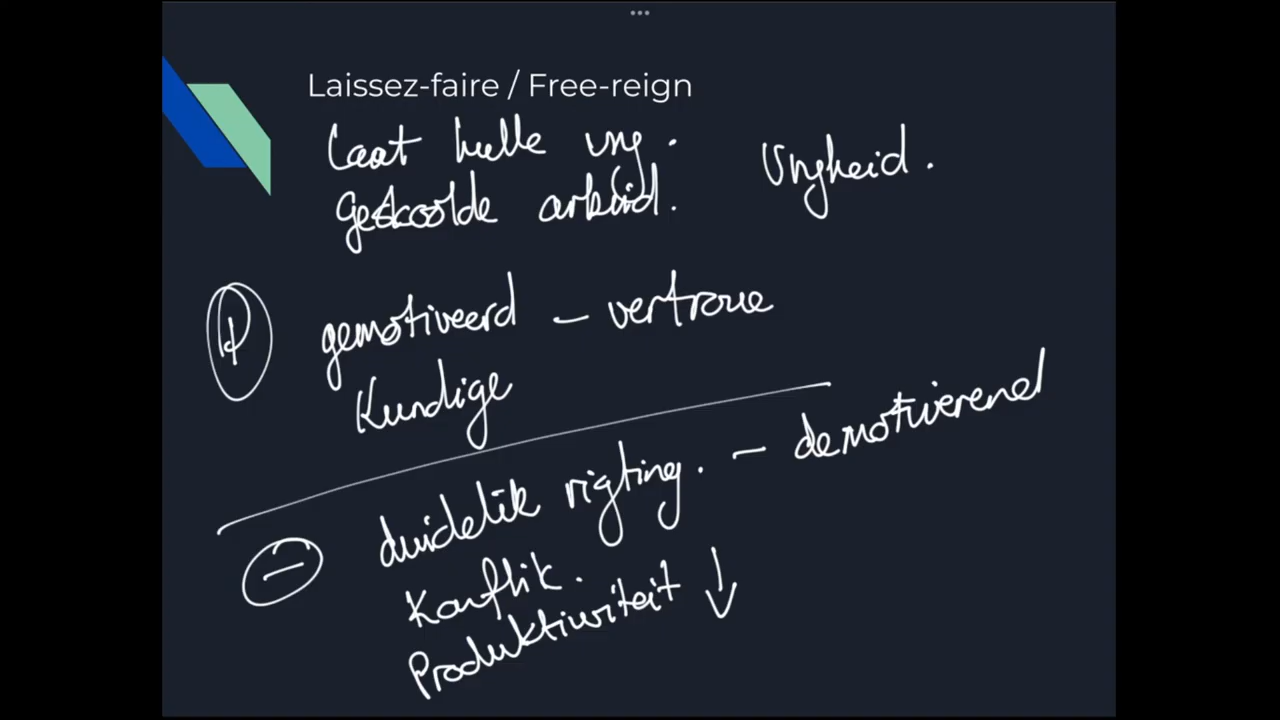 Laissez-faire / Free-reign
Laat hulle vry. Vryheid.
Geskoolde arbeid.
+ gemotiveerd – vertroue
Kundige
– duidelik rigting. – demotiverend
Konflik.
Produktiwiteit ↓